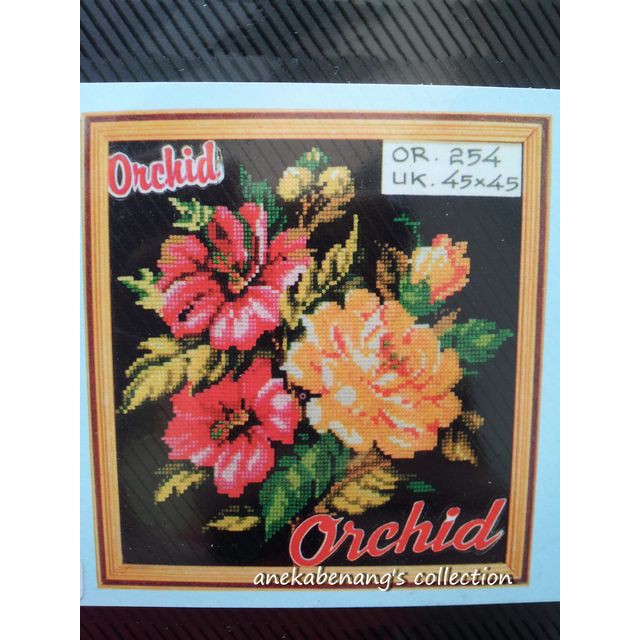 Orchid
OR. 254
UK. 45x45
Orchid
anekabenang's collection